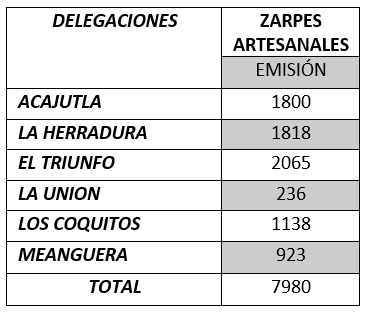 DELEGACIONES ZARPES
ARTESANALES
EMISIÓN
ACAJUTLA 1800
LA HERRADURA 1818
EL TRIUNFO 2065
LA UNION 236
LOS COQUITOS 1138
MEANGUERA 923
TOTAL 7980